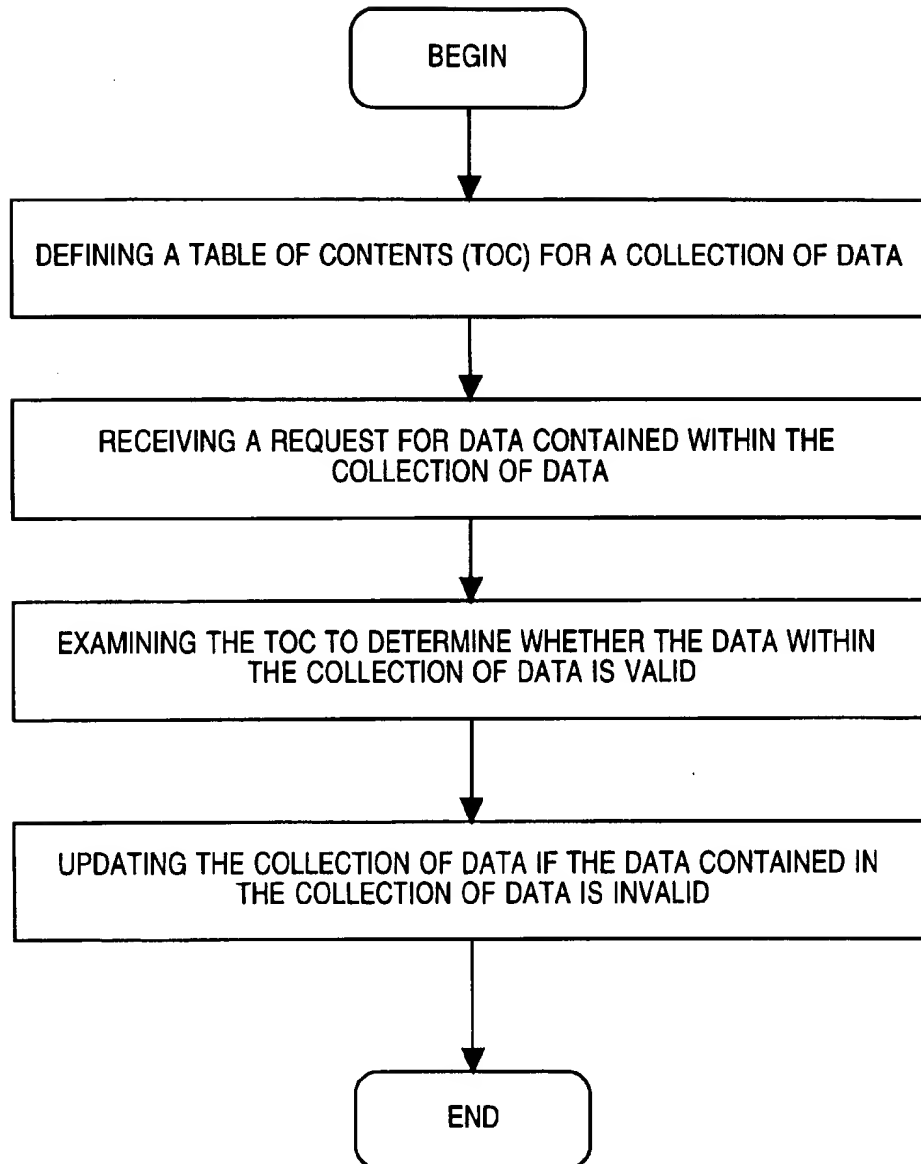 BEGIN
DEFINING A TABLE OF CONTENTS (TOC) FOR A COLLECTION OF DATA
RECEIVING A REQUEST FOR DATA CONTAINED WITHIN THE
COLLECTION OF DATA
EXAMINING THE TOC TO DETERMINE WHETHER THE DATA WITHIN
THE COLLECTION OF DATA IS VALID
UPDATING THE COLLECTION OF DATA IF THE DATA CONTAINED IN
THE COLLECTION OF DATA IS INVALID
END